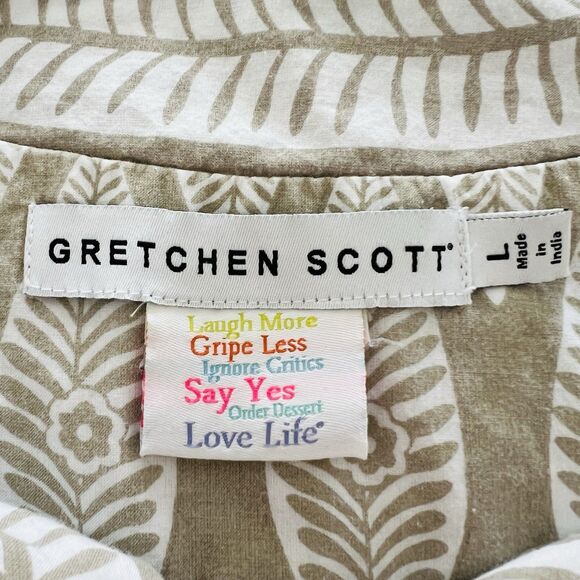 GRETCHEN SCOTT®
L
Made
in
India
Laugh More
Gripe Less
Ignore Critics
Say Yes
Order Dessert
Love Life®